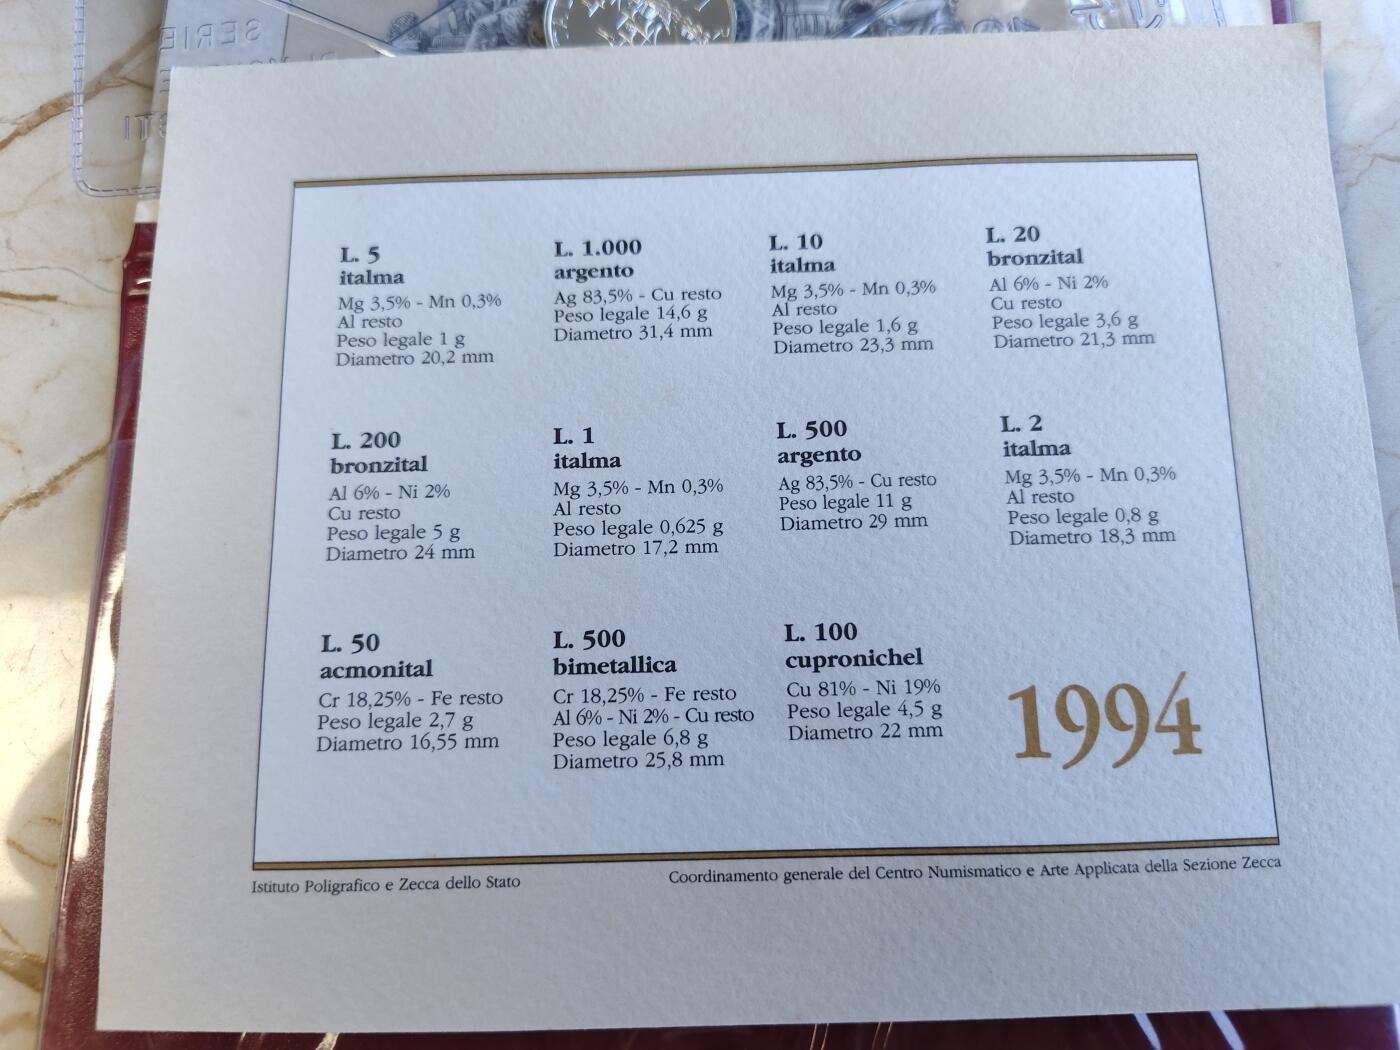 SERIE
L. 5
italma
Mg 3,5% - Mn 0,3%
Al resto
Peso legale 1 g
Diametro 20,2 mm
L. 1.000
argento
Ag 83,5% - Cu resto
Peso legale 14,6 g
Diametro 31,4 mm
L. 10
italma
Mg 3,5% - Mn 0,3%
Al resto
Peso legale 1,6 g
Diametro 23,3 mm
L. 20
bronzital
Al 6% - Ni 2%
Cu resto
Peso legale 3,6 g
Diametro 21,3 mm
L. 200
bronzital
Al 6% - Ni 2%
Cu resto
Peso legale 5 g
Diametro 24 mm
L. 1
italma
Mg 3,5% - Mn 0,3%
Al resto
Peso legale 0,625 g
Diametro 17,2 mm
L. 500
argento
Ag 83,5% - Cu resto
Peso legale 11 g
Diametro 29 mm
L. 2
italma
Mg 3,5% - Mn 0,3%
Al resto
Peso legale 0,8 g
Diametro 18,3 mm
L. 50
acmonital
Cr 18,25% - Fe resto
Peso legale 2,7 g
Diametro 16,55 mm
L. 500
bimetallica
Cr 18,25% - Fe resto
Al 6% - Ni 2% - Cu resto
Peso legale 6,8 g
Diametro 25,8 mm
L. 100
cupronichel
Cu 81% - Ni 19%
Peso legale 4,5 g
Diametro 22 mm
1994
Istituto Poligrafico e Zecca dello Stato
Coordinamento generale del Centro Numismatico e Arte Applicata della Sezione Zecca